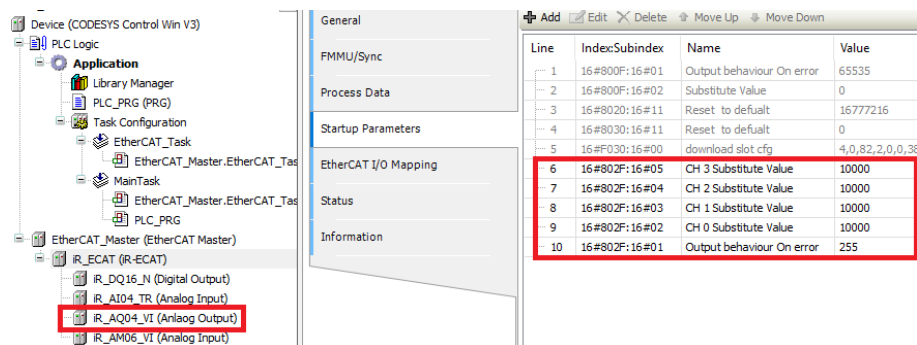 Device (CODESYS Control Win V3)
PLC Logic
Application
Library Manager
PLC_PRG (PRG)
Task Configuration
EtherCAT_Task
EtherCAT_Master.EtherCAT_Tas
MainTask
EtherCAT_Master.EtherCAT_Tas
PLC_PRG
EtherCAT_Master (EtherCAT Master)
iR_ECAT (iR-ECAT)
iR_DQ16_N (Digital Output)
iR_AI04_TR (Analog Input)
iR_AQ04_VI (Anlaog Output)
iR_AM06_VI (Analog Input)
General
FMMU/Sync
Process Data
Startup Parameters
EtherCAT I/O Mapping
Status
Information
Add Edit Delete Move Up Move Down
Line Index:Subindex Name Value
1 16#800F:16#01 Output behaviour On error 65535
2 16#800F:16#02 Substitute Value 0
3 16#8020:16#11 Reset to defualt 16777216
4 16#8030:16#11 Reset to defualt 0
5 16#F030:16#00 download slot cfg 4,0,82,2,0,0,38
6 16#802F:16#05 CH 3 Substitute Value 10000
7 16#802F:16#04 CH 2 Substitute Value 10000
8 16#802F:16#03 CH 1 Substitute Value 10000
9 16#802F:16#02 CH 0 Substitute Value 10000
10 16#802F:16#01 Output behaviour On error 255